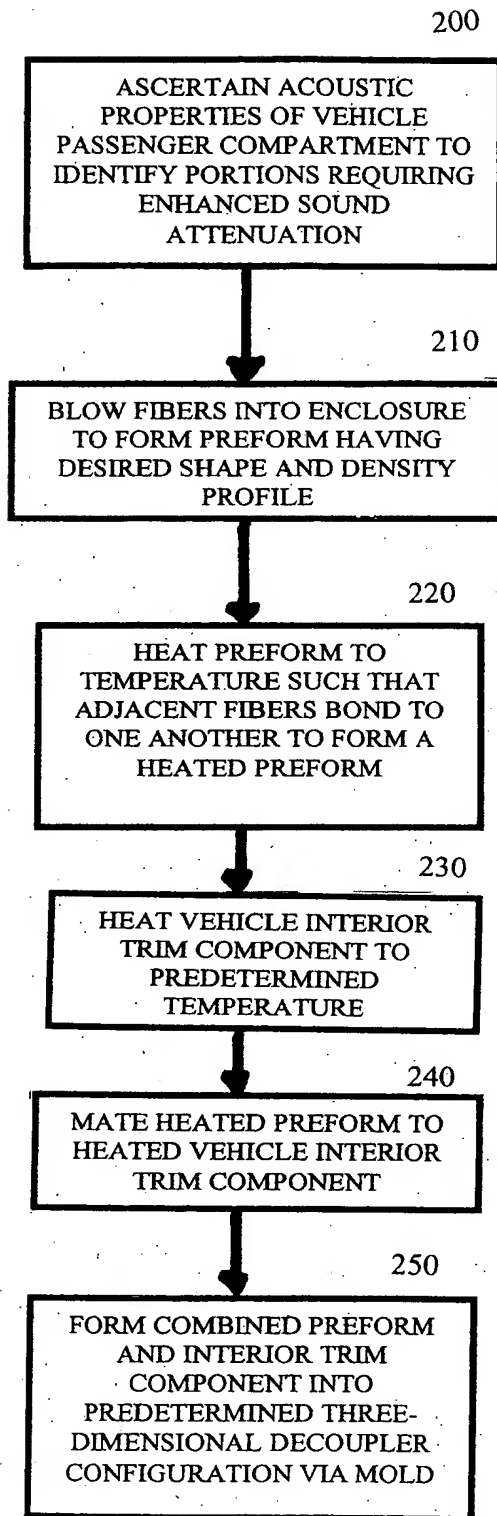 200
ASCERTAIN ACOUSTIC
PROPERTIES OF VEHICLE
PASSENGER COMPARTMENT TO
IDENTIFY PORTIONS REQUIRING
ENHANCED SOUND
ATTENUATION
210
BLOW FIBERS INTO ENCLOSURE
TO FORM PREFORM HAVING
DESIRED SHAPE AND DENSITY
PROFILE
220
HEAT PREFORM TO
TEMPERATURE SUCH THAT
ADJACENT FIBERS BOND TO
ONE ANOTHER TO FORM A
HEATED PREFORM
230
HEAT VEHICLE INTERIOR
TRIM COMPONENT TO
PREDETERMINED
TEMPERATURE
240
MATE HEATED PREFORM TO
HEATED VEHICLE INTERIOR
TRIM COMPONENT
250
FORM COMBINED PREFORM
AND INTERIOR TRIM
COMPONENT INTO
PREDETERMINED THREE-
DIMENSIONAL DECOUPLER
CONFIGURATION VIA MOLD